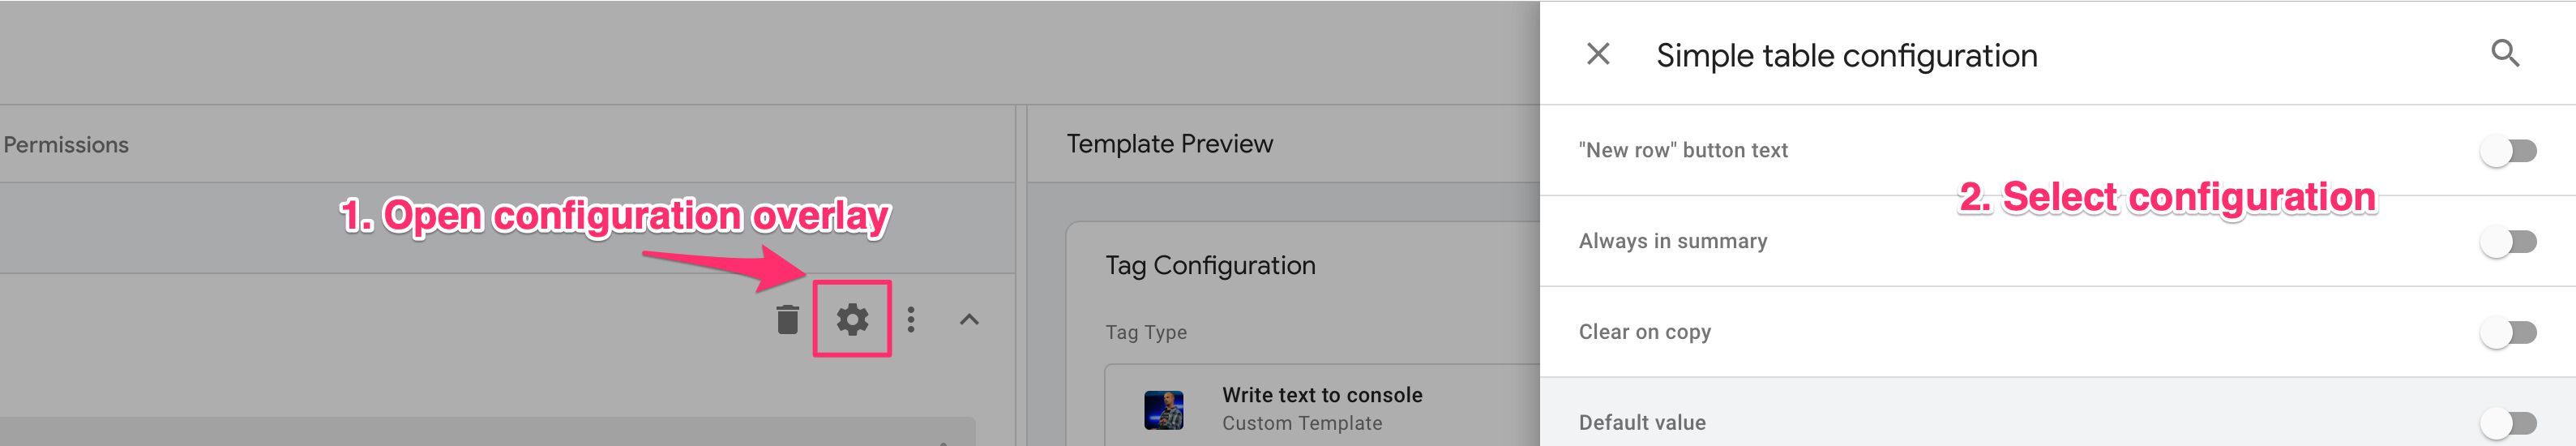 Permissions
1. Open configuration overlay
Template Preview
Tag Configuration
Tag Type
Write text to console
Custom Template
Simple table configuration
"New row" button text
2. Select configuration
Always in summary
Clear on copy
Default value